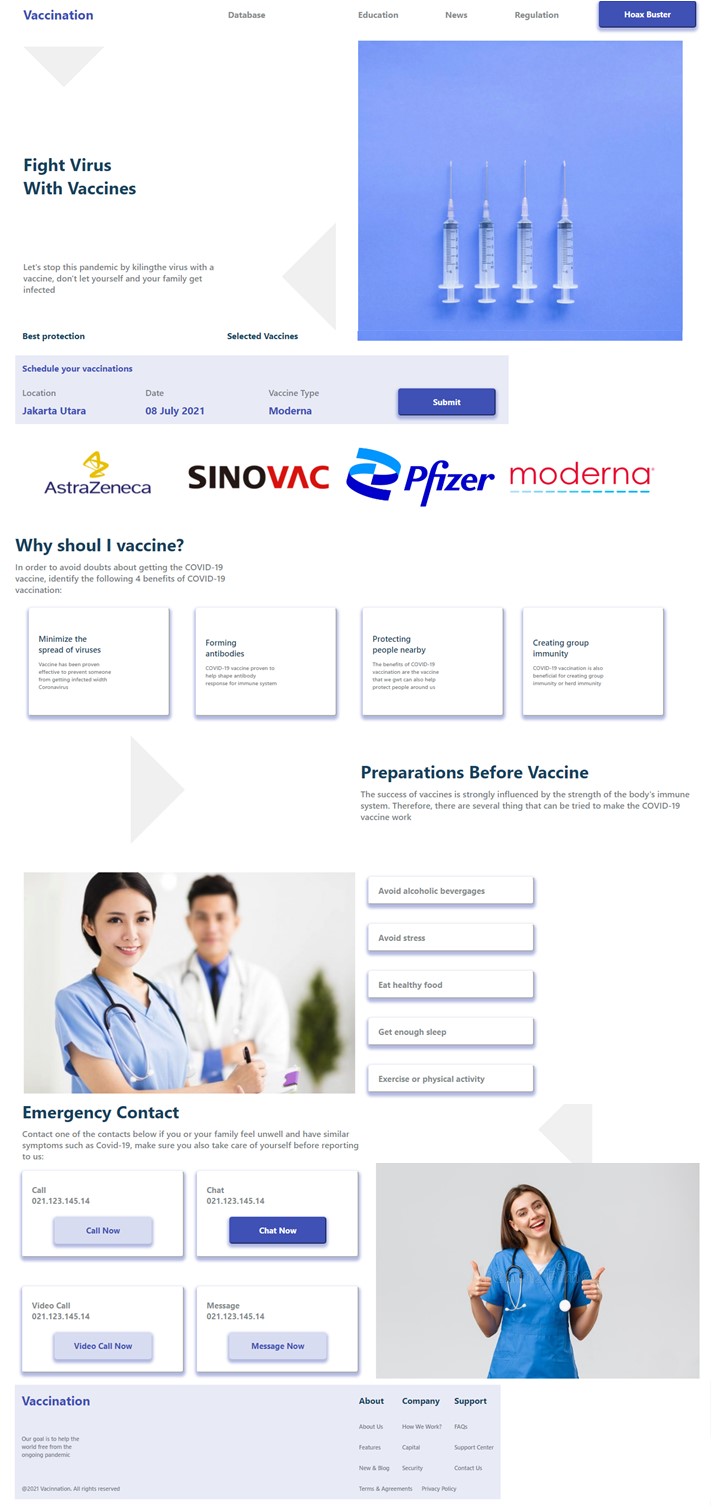 Vaccination
Database
Education
News
Regulation
Hoax Buster
Fight Virus
With Vaccines
Let's stop this pandemic by kilingthe virus with a
vaccine, don't let yourself and your family get
infected
Best protection
Selected Vaccines
Schedule your vaccinations
Location
Date
Vaccine Type
Jakarta Utara
08 July 2021
Moderna
Submit
AstraZeneca
SINOVAC
Pfizer
moderna
Why shoul I vaccine?
In order to avoid doubts about getting the COVID-19
vaccine, identify the following 4 benefits of COVID-19
vaccination:
Minimize the
spread of viruses
Vaccine has been proven
effective to prevent someone
from getting infected width
Coronavirus
Forming
antibodies
COVID-19 vaccine proven to
help shape antibody
response for immune system
Protecting
people nearby
The benefits of COVID-19
vaccination are the vaccine
that we gwt can also help
protect people around us
Creating group
immunity
COVID-19 vaccination is also
beneficial for creating group
immunity or herd immunity
Preparations Before Vaccine
The success of vaccines is strongly influenced by the strength of the body's immune
system. Therefore, there are several thing that can be tried to make the COVID-19
vaccine work
Avoid alcoholic bevergages
Avoid stress
Eat healthy food
Get enough sleep
Exercise or physical activity
Emergency Contact
Contact one of the contacts below if you or your family feel unwell and have similar
symptoms such as Covid-19, make sure you also take care of yourself before reporting
to us:
Call
021.123.145.14
Call Now
Chat
021.123.145.14
Chat Now
Video Call
021.123.145.14
Video Call Now
Message
021.123.145.14
Message Now
Vaccination
Our goal is to help the
world free from the
ongoing pandemic
@2021 Vacinnation. All rights reserved
About
Company
Support
About Us
How We Work?
FAQs
Features
Capital
Support Center
New & Blog
Security
Contact Us
Terms & Agreements
Privacy Policy